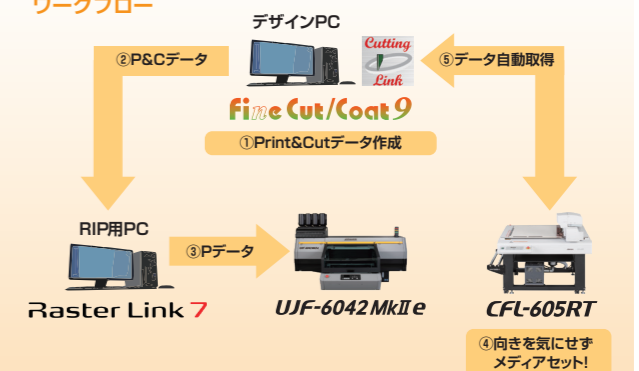 ワークフロー
デザインPC
②P&Cデータ
Cutting
Link
⑤データ自動取得
Fine Cut/Coat 9
①Print&Cutデータ作成
RIP用PC
③Pデータ
Raster Link 7
UJF-6042 MkⅡ e
CFL-605RT
④向きを気にせず
メディアセット!